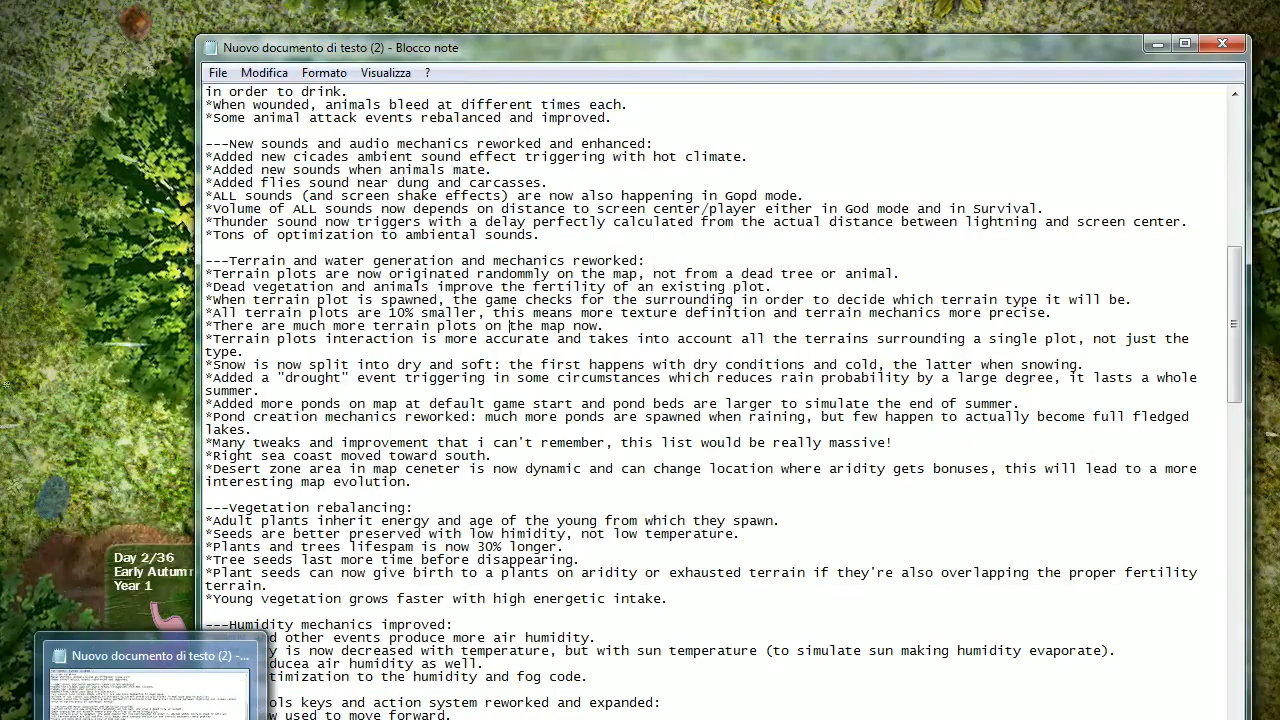 Nuovo documento di testo (2) - Blocco note
File Modifica Formato Visualizza ?
in order to drink.
*When wounded, animals bleed at different times each.
*Some animal attack events rebalanced and improved.
---New sounds and audio mechanics reworked and enhanced:
*Added new cicades ambient sound effect triggering with hot climate.
*Added new sounds when animals mate.
*Added flies sound near dung and carcasses.
*ALL sounds (and screen shake effects) are now also happening in Gopd mode.
*Volume of ALL sounds now depends on distance to screen center/player either in God mode and in Survival.
*Thunder sound now triggers with a delay perfectly calculated from the actual distance between lightning and screen center.
*Tons of optimization to ambiental sounds.
---Terrain and water generation and mechanics reworked:
*Terrain plots are now originated randommly on the map, not from a dead tree or animal.
*Dead vegetation and animals improve the fertility of an existing plot.
*When terrain plot is spawned, the game checks for the surrounding in order to decide which terrain type it will be.
*All terrain plots are 10% smaller, this means more texture definition and terrain mechanics more precise.
*There are much more terrain plots on the map now.
*Terrain plots interaction is more accurate and takes into account all the terrains surrounding a single plot, not just the
type.
*Snow is now split into dry and soft: the first happens with dry conditions and cold, the latter when snowing.
*Added a "drought" event triggering in some circumstances which reduces rain probability by a large degree, it lasts a whole
summer.
*Added more ponds on map at default game start and pond beds are larger to simulate the end of summer.
*Pond creation mechanics reworked: much more ponds are spawned when raining, but few happen to actually become full fledged
lakes.
*Many tweaks and improvement that i can't remember, this list would be really massive!
*Right sea coast moved toward south.
*Desert zone area in map ceneter is now dynamic and can change location where aridity gets bonuses, this will lead to a more
interesting map evolution.
---Vegetation rebalancing:
*Adult plants inherit energy and age of the young from which they spawn.
*Seeds are better preserved with low himidity, not low temperature.
*Plants and trees lifespam is now 30% longer.
*Tree seeds last more time before disappearing.
*Plant seeds can now give birth to a plants on aridity or exhausted terrain if they're also overlapping the proper fertility
terrain.
*Young vegetation grows faster with high energetic intake.
---Humidity mechanics improved:
d other events produce more air humidity.
y is now decreased with temperature, but with sun temperature (to simulate sun making humidity evaporate).
ducea air humidity as well.
timization to the humidity and fog code.
ols keys and action system reworked and expanded:
ow used to move forward.
Day 2/36
Early Autumn
Year 1
Nuovo documento di testo (2) -...